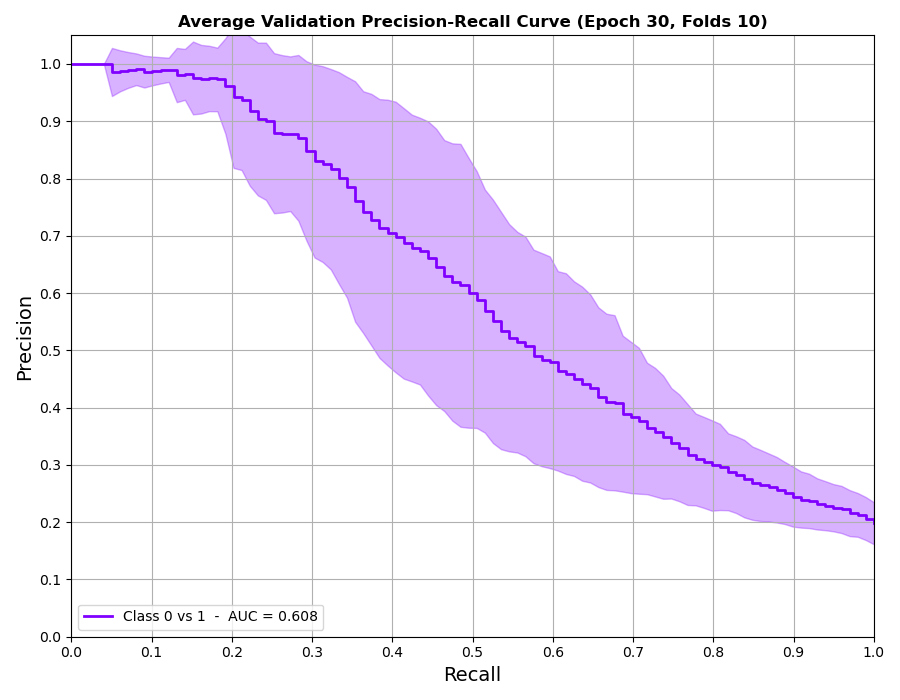 Average Validation Precision-Recall Curve (Epoch 30, Folds 10)
Precision
1.0
0.9
0.8
0.7
0.6
0.5
0.4
0.3
0.2
0.1
0.0
Class 0 vs 1 - AUC = 0.608
0.0 0.1 0.2 0.3 0.4 0.5 0.6 0.7 0.8 0.9 1.0
Recall